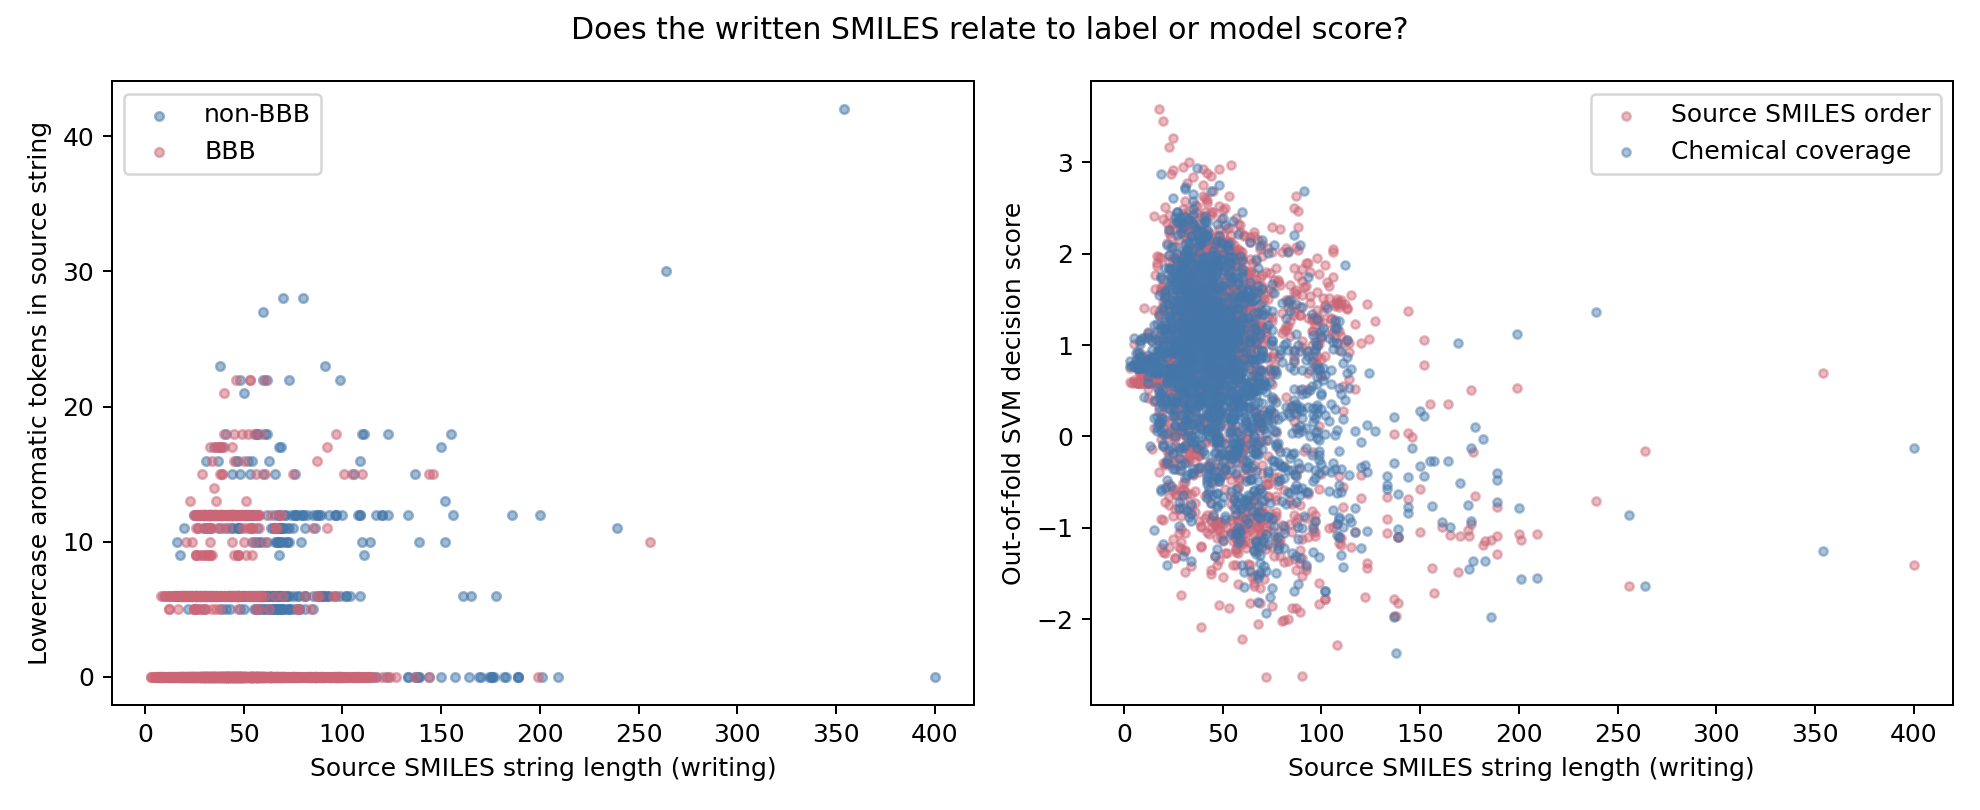 Does the written SMILES relate to label or model score?
non-BBB
BBB
Lowercase aromatic tokens in source string
40
30
20
10
0
0 50 100 150 200 250 300 350 400
Source SMILES string length (writing)
Source SMILES order
Chemical coverage
Out-of-fold SVM decision score
3
2
1
0
−1
−2
0 50 100 150 200 250 300 350 400
Source SMILES string length (writing)